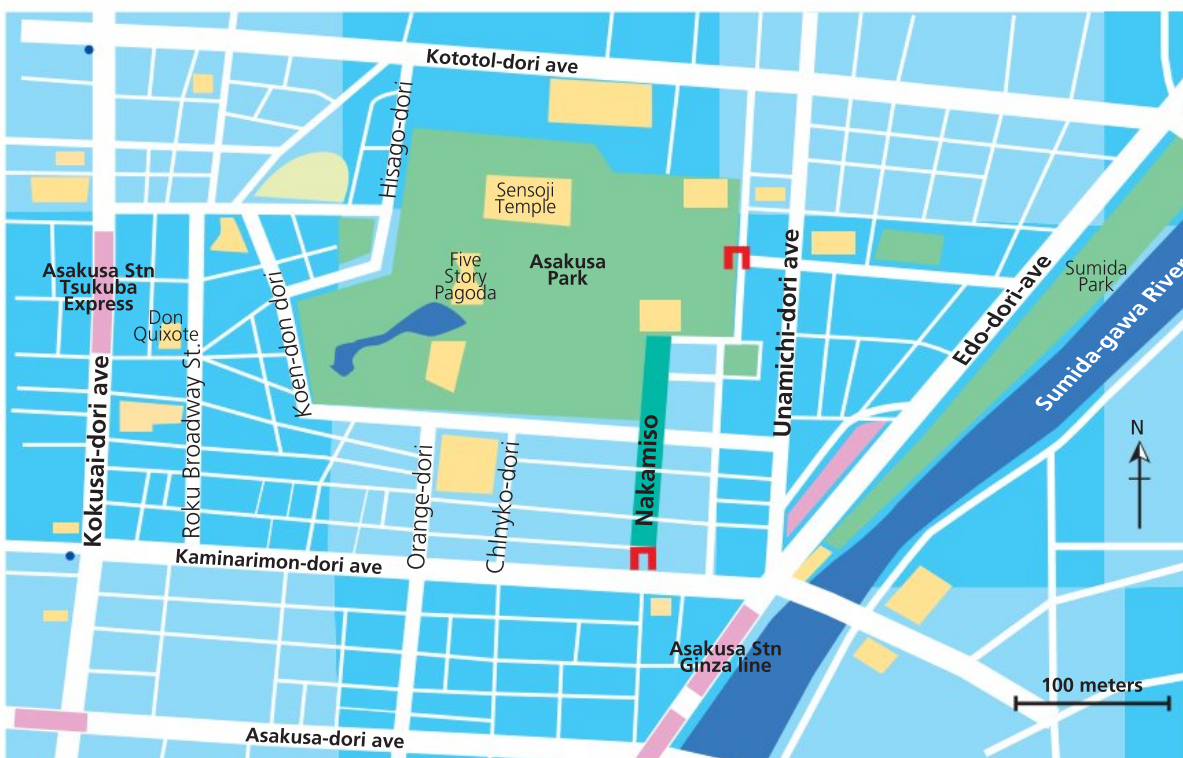 Kototol-dori ave
Hisago-dori
Sensoji
Temple
Five
Story
Pagoda
Asakusa
Park
Asakusa Stn
Tsukuba
Express
Don
Quixote
Koen-don dori
Unamichi-dori ave
Edo-dori-ave
Sumida
Park
Sumida-gawa River
Kokusai-dori ave
Roku Broadway St.
Orange-dori
ChInyko-dori
Nakamiso
N
Kaminarimon-dori ave
Asakusa Stn
Ginza line
100 meters
Asakusa-dori ave